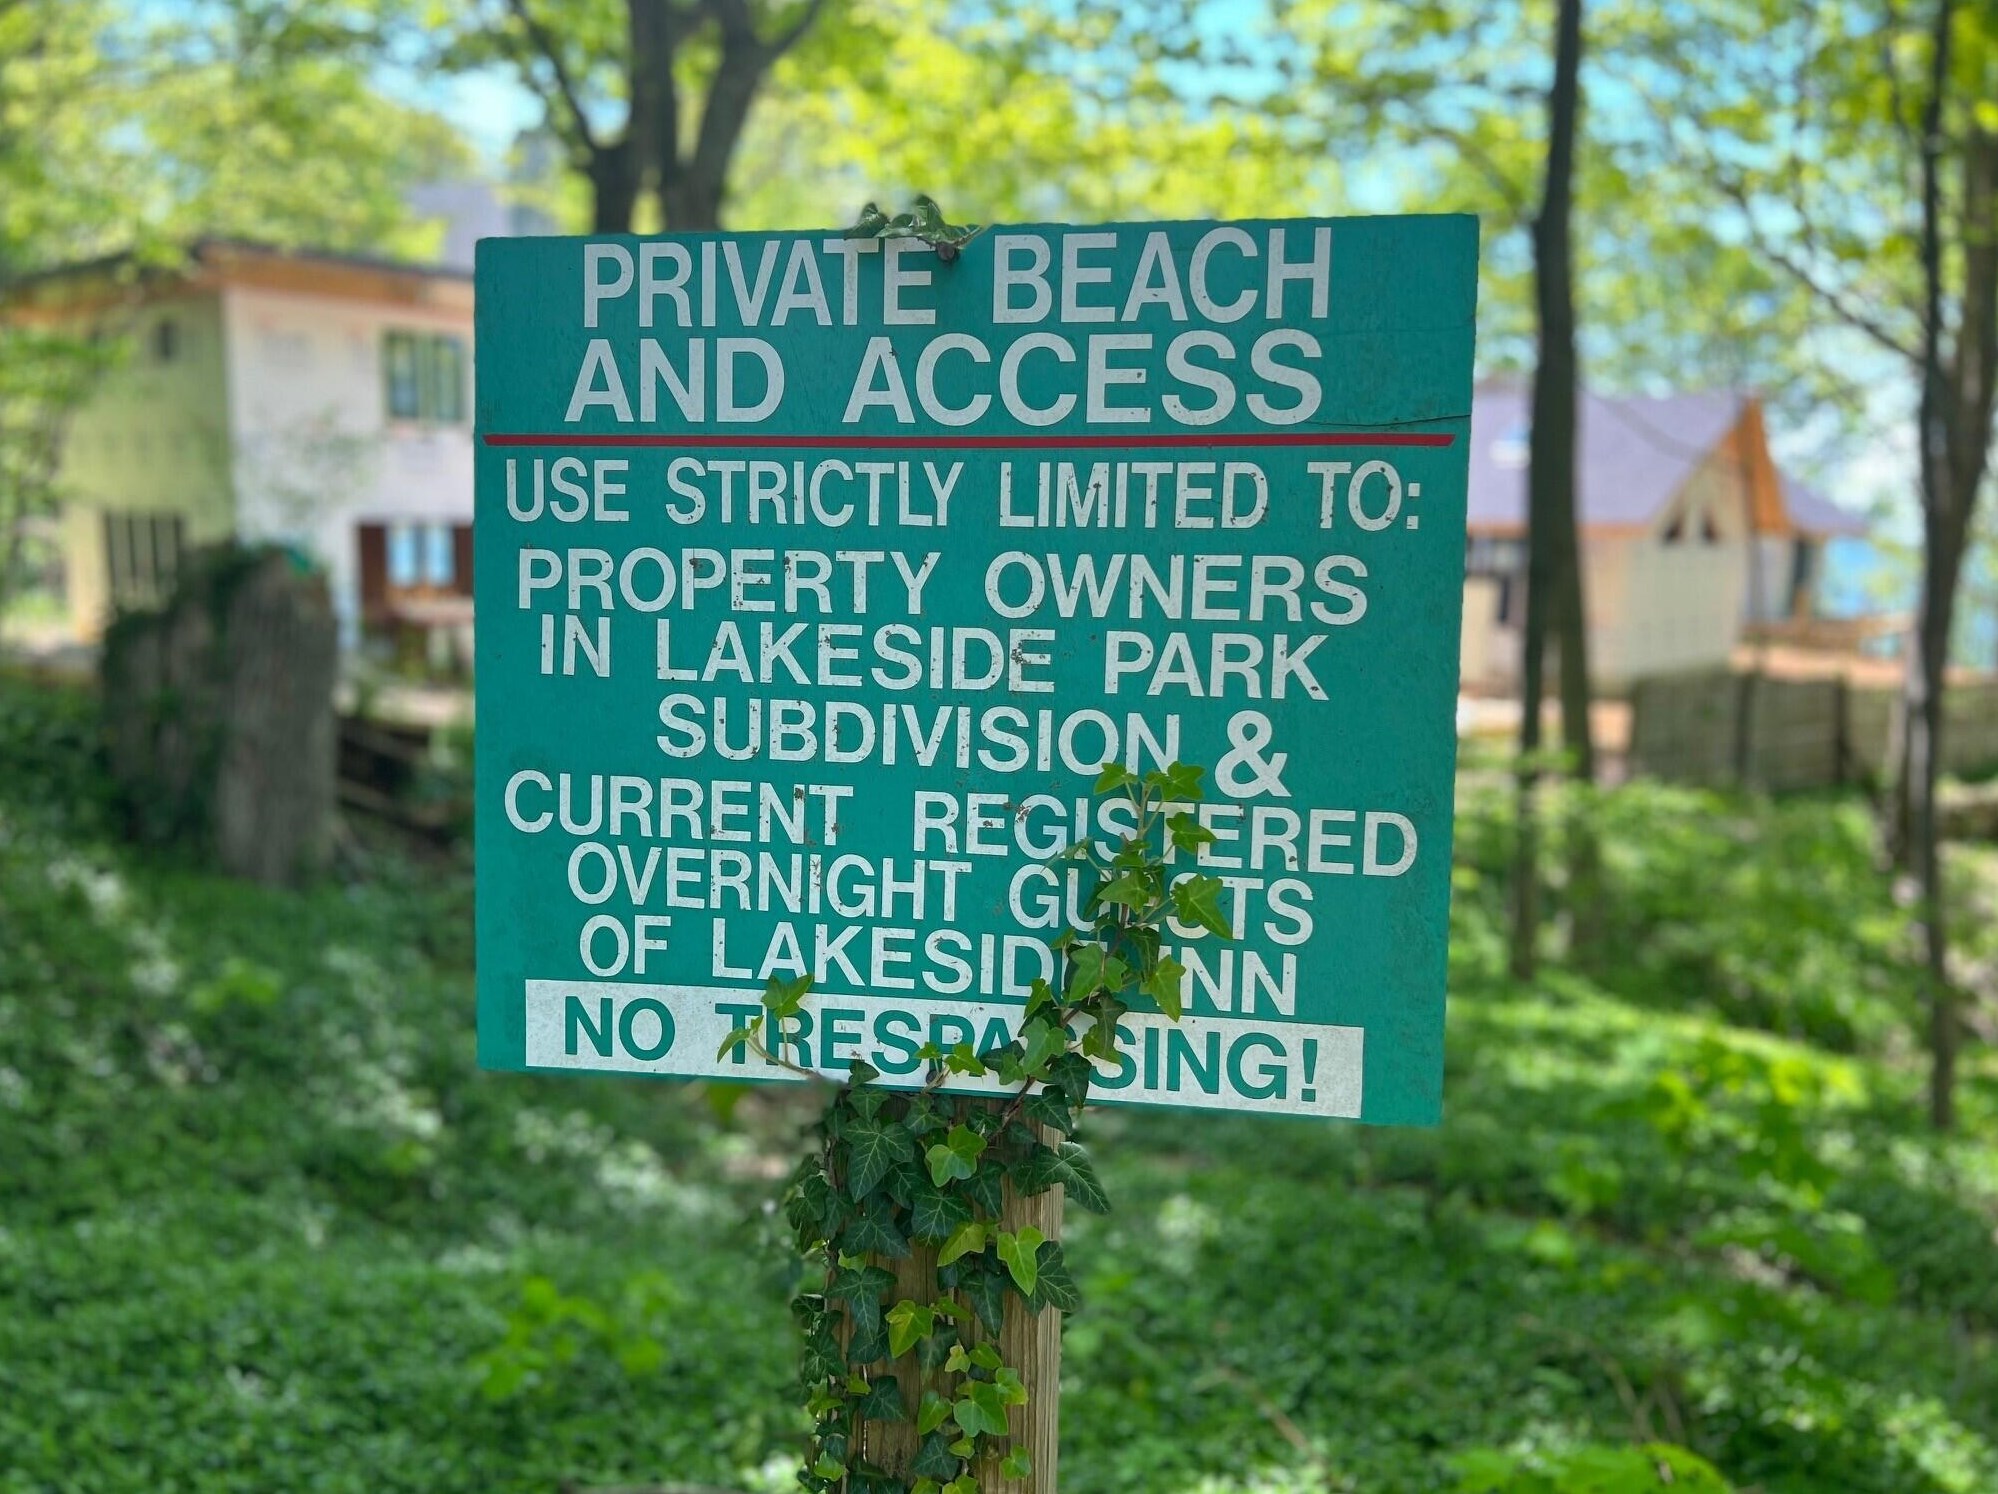 PRIVATE BEACH
AND ACCESS
USE STRICTLY LIMITED TO:
PROPERTY OWNERS
IN LAKESIDE PARK
SUBDIVISION &
CURRENT REGISTERED
OVERNIGHT GUESTS
OF LAKESIDE INN
NO TRESPASSING!